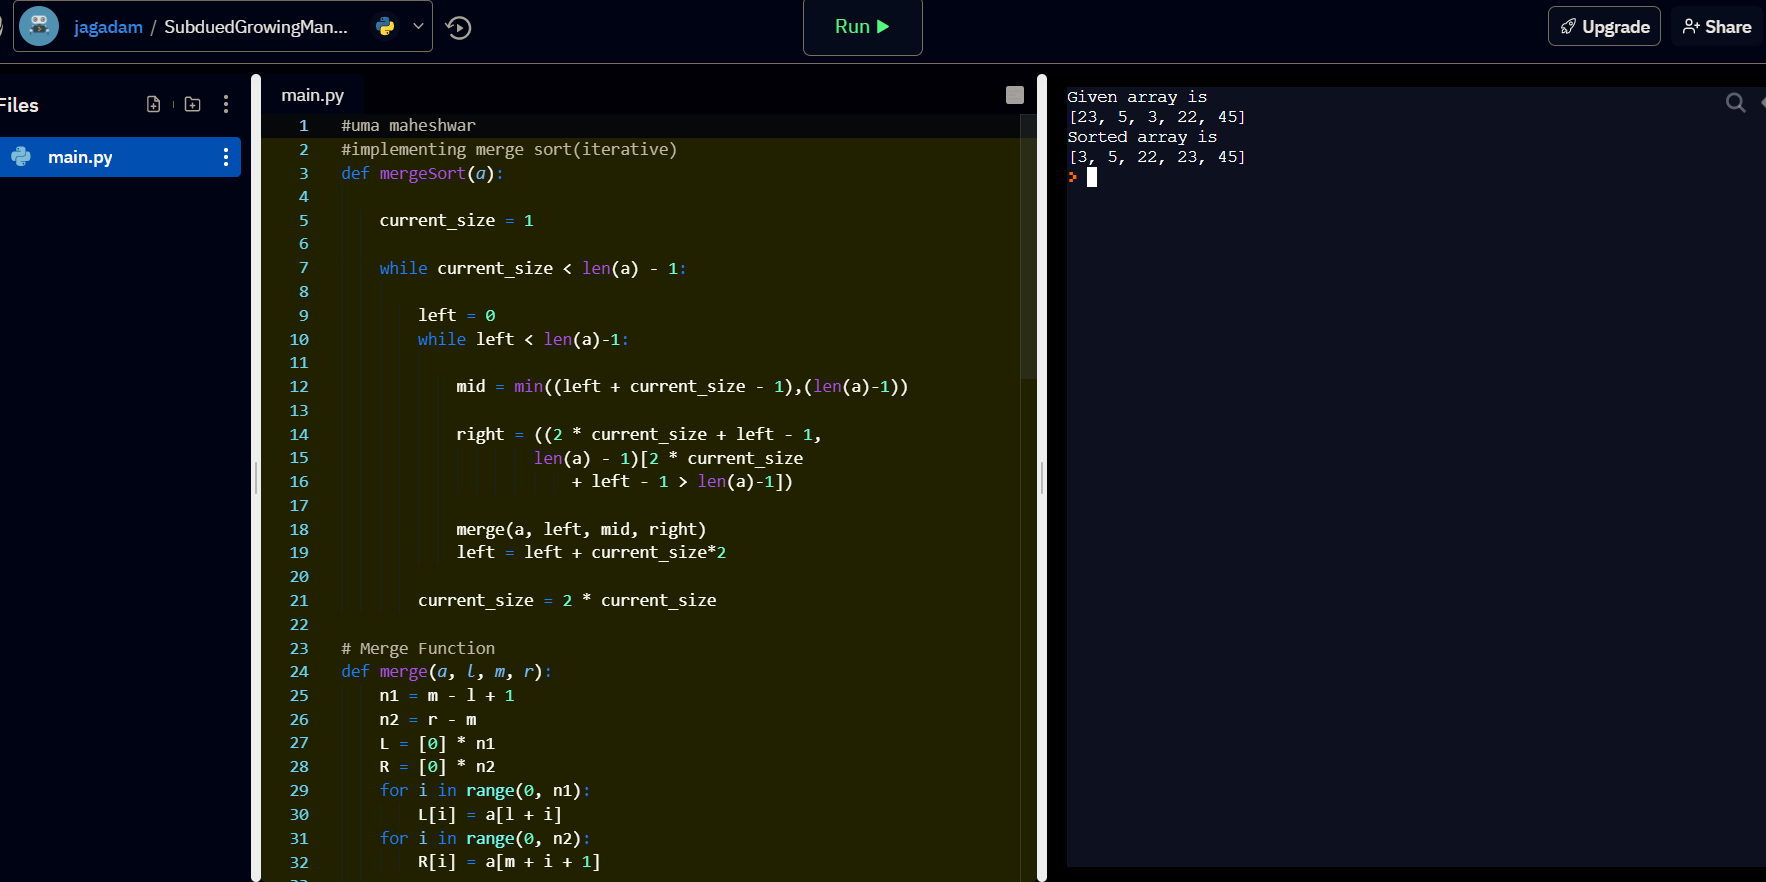 jagadam / SubduedGrowingMan...
Run
Upgrade
Share
Files
main.py
main.py
1 #uma maheshwar
2 #implementing merge sort(iterative)
3 def mergeSort(a):
4
5 current_size = 1
6
7 while current_size < len(a) - 1:
8
9 left = 0
10 while left < len(a)-1:
11
12 mid = min((left + current_size - 1),(len(a)-1))
13
14 right = ((2 * current_size + left - 1,
15 len(a) - 1)[2 * current_size
16 + left - 1 > len(a)-1])
17
18 merge(a, left, mid, right)
19 left = left + current_size*2
20
21 current_size = 2 * current_size
22
23 # Merge Function
24 def merge(a, l, m, r):
25 n1 = m - l + 1
26 n2 = r - m
27 L = [0] * n1
28 R = [0] * n2
29 for i in range(0, n1):
30 L[i] = a[l + i]
31 for i in range(0, n2):
32 R[i] = a[m + i + 1]
Given array is
[23, 5, 3, 22, 45]
Sorted array is
[3, 5, 22, 23, 45]
>